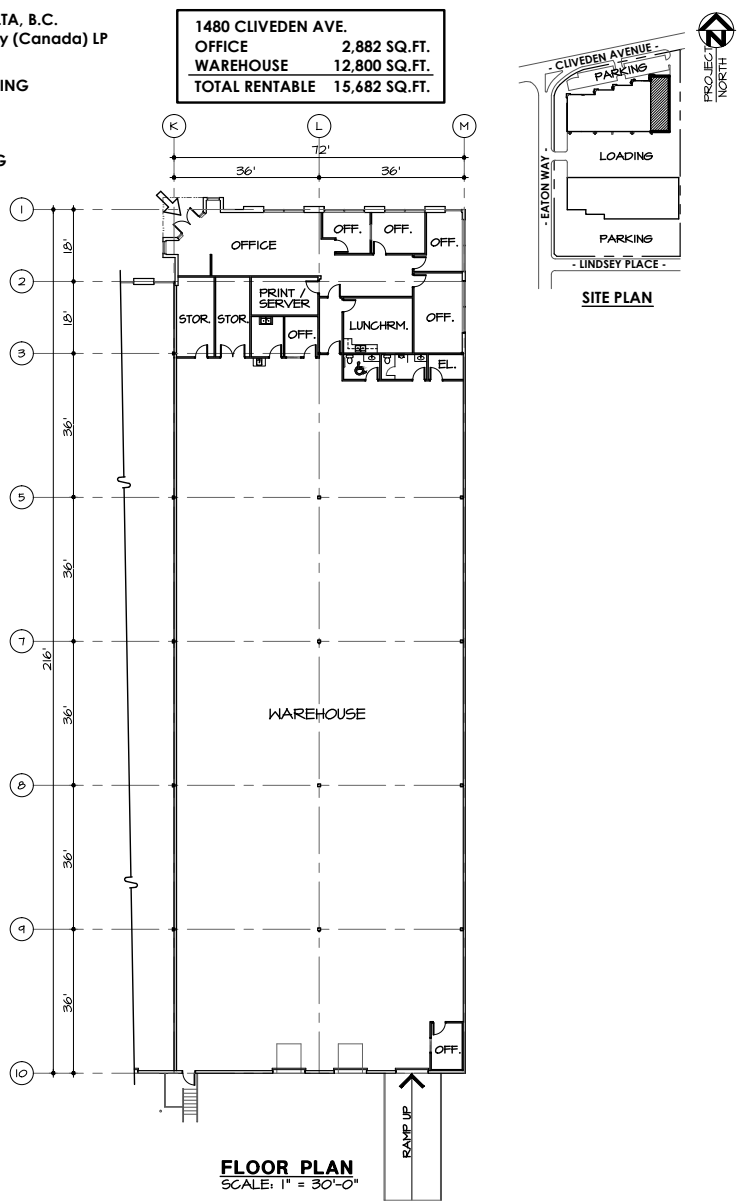 TA, B.C.
y (Canada) LP
ING
G
1480 CLIVEDEN AVE.
OFFICE 2,882 SQ.FT.
WAREHOUSE 12,800 SQ.FT.
TOTAL RENTABLE 15,682 SQ.FT.
- CLIVEDEN AVENUE -
PARKING
LOADING
- EATON WAY -
PARKING
- LINDSEY PLACE -
SITE PLAN
N
PROJECT
NORTH
K L M
72'
36' 36'
1
18'
OFFICE
OFF.
OFF.
OFF.
2
18'
STOR.
STOR.
PRINT /
SERVER
OFF.
LUNCHRM.
OFF.
3
EL.
36'
5
36'
7
216'
36'
WAREHOUSE
8
36'
9
36'
OFF.
10
RAMP UP
FLOOR PLAN
SCALE: 1" = 30'-0"